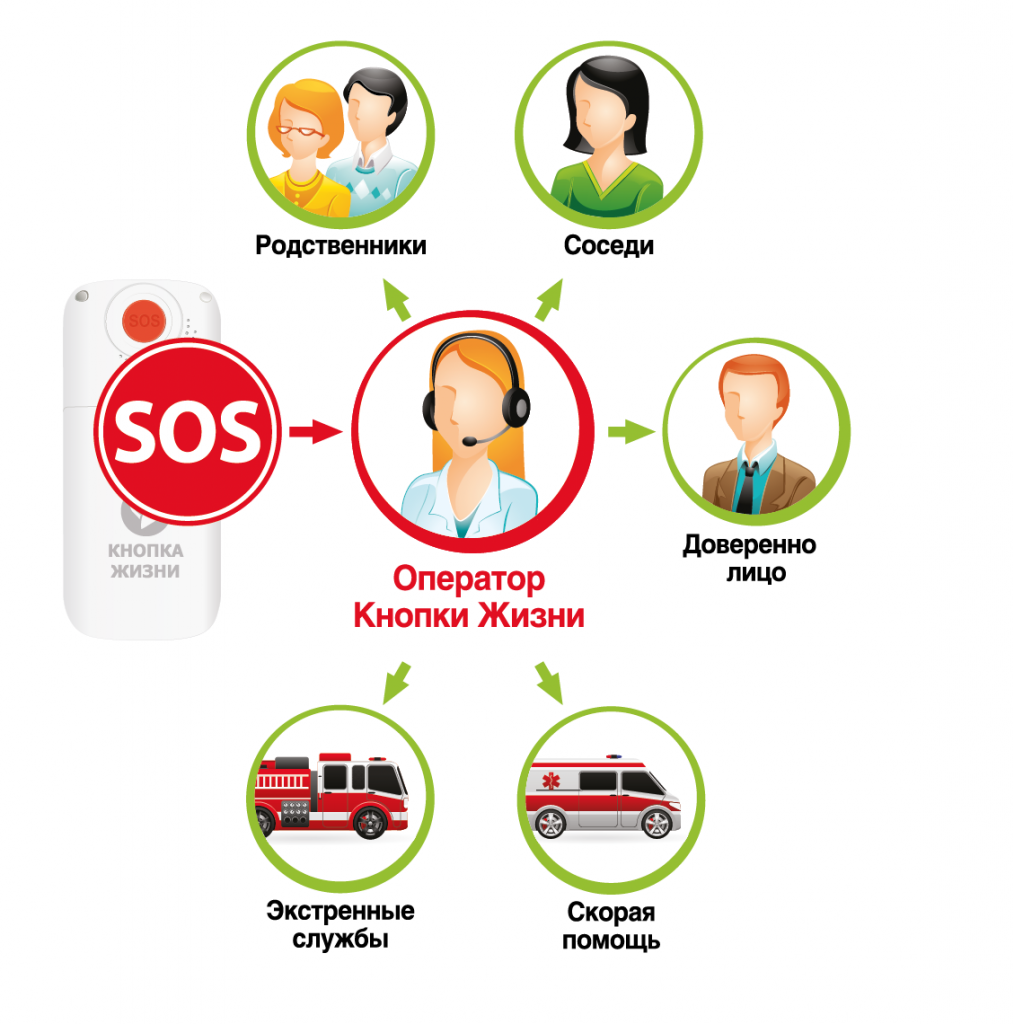 Родственники
Соседи
SOS
SOS
КНОПКА
ЖИЗНИ
Оператор
Кнопки Жизни
Доверенно
лицо
Экстренные
службы
Скорая
помощь